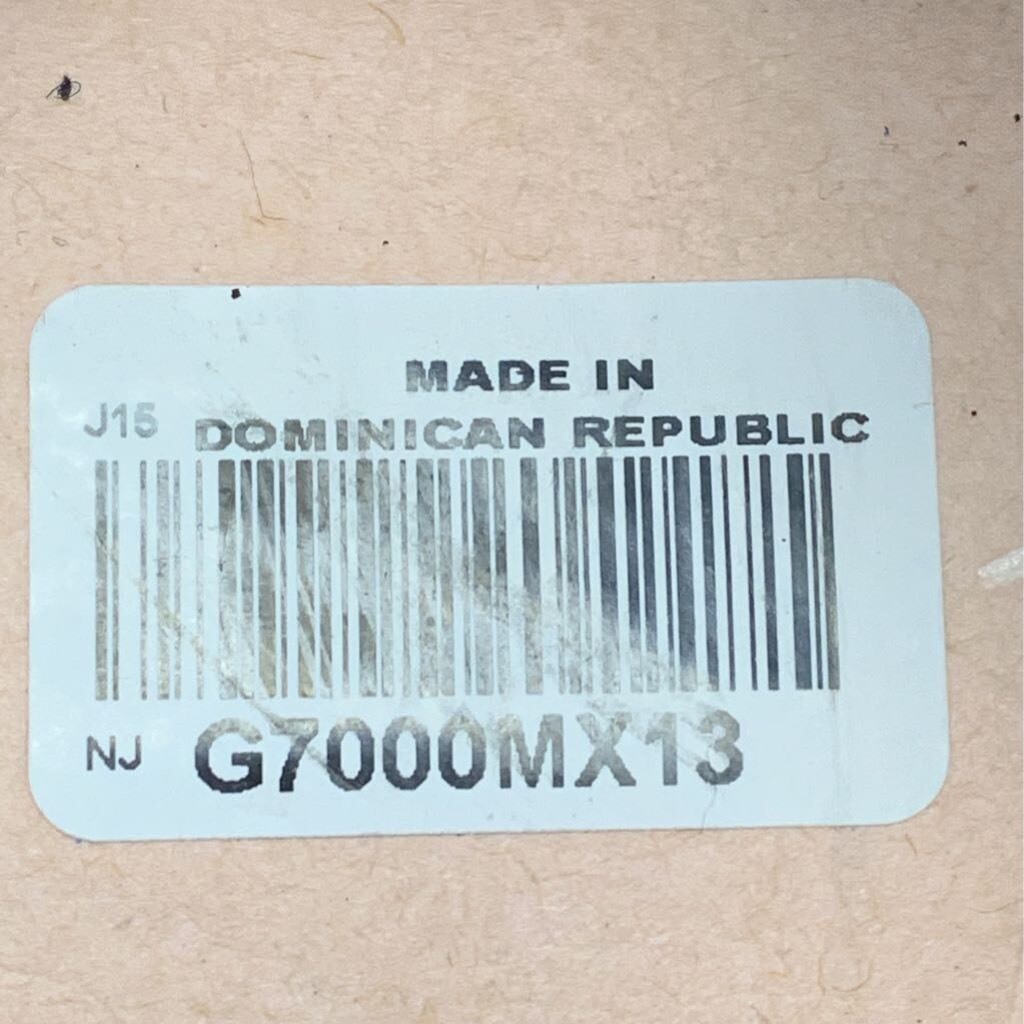 MADE IN
J15 DOMINICAN REPUBLIC
NJ G7000MX13